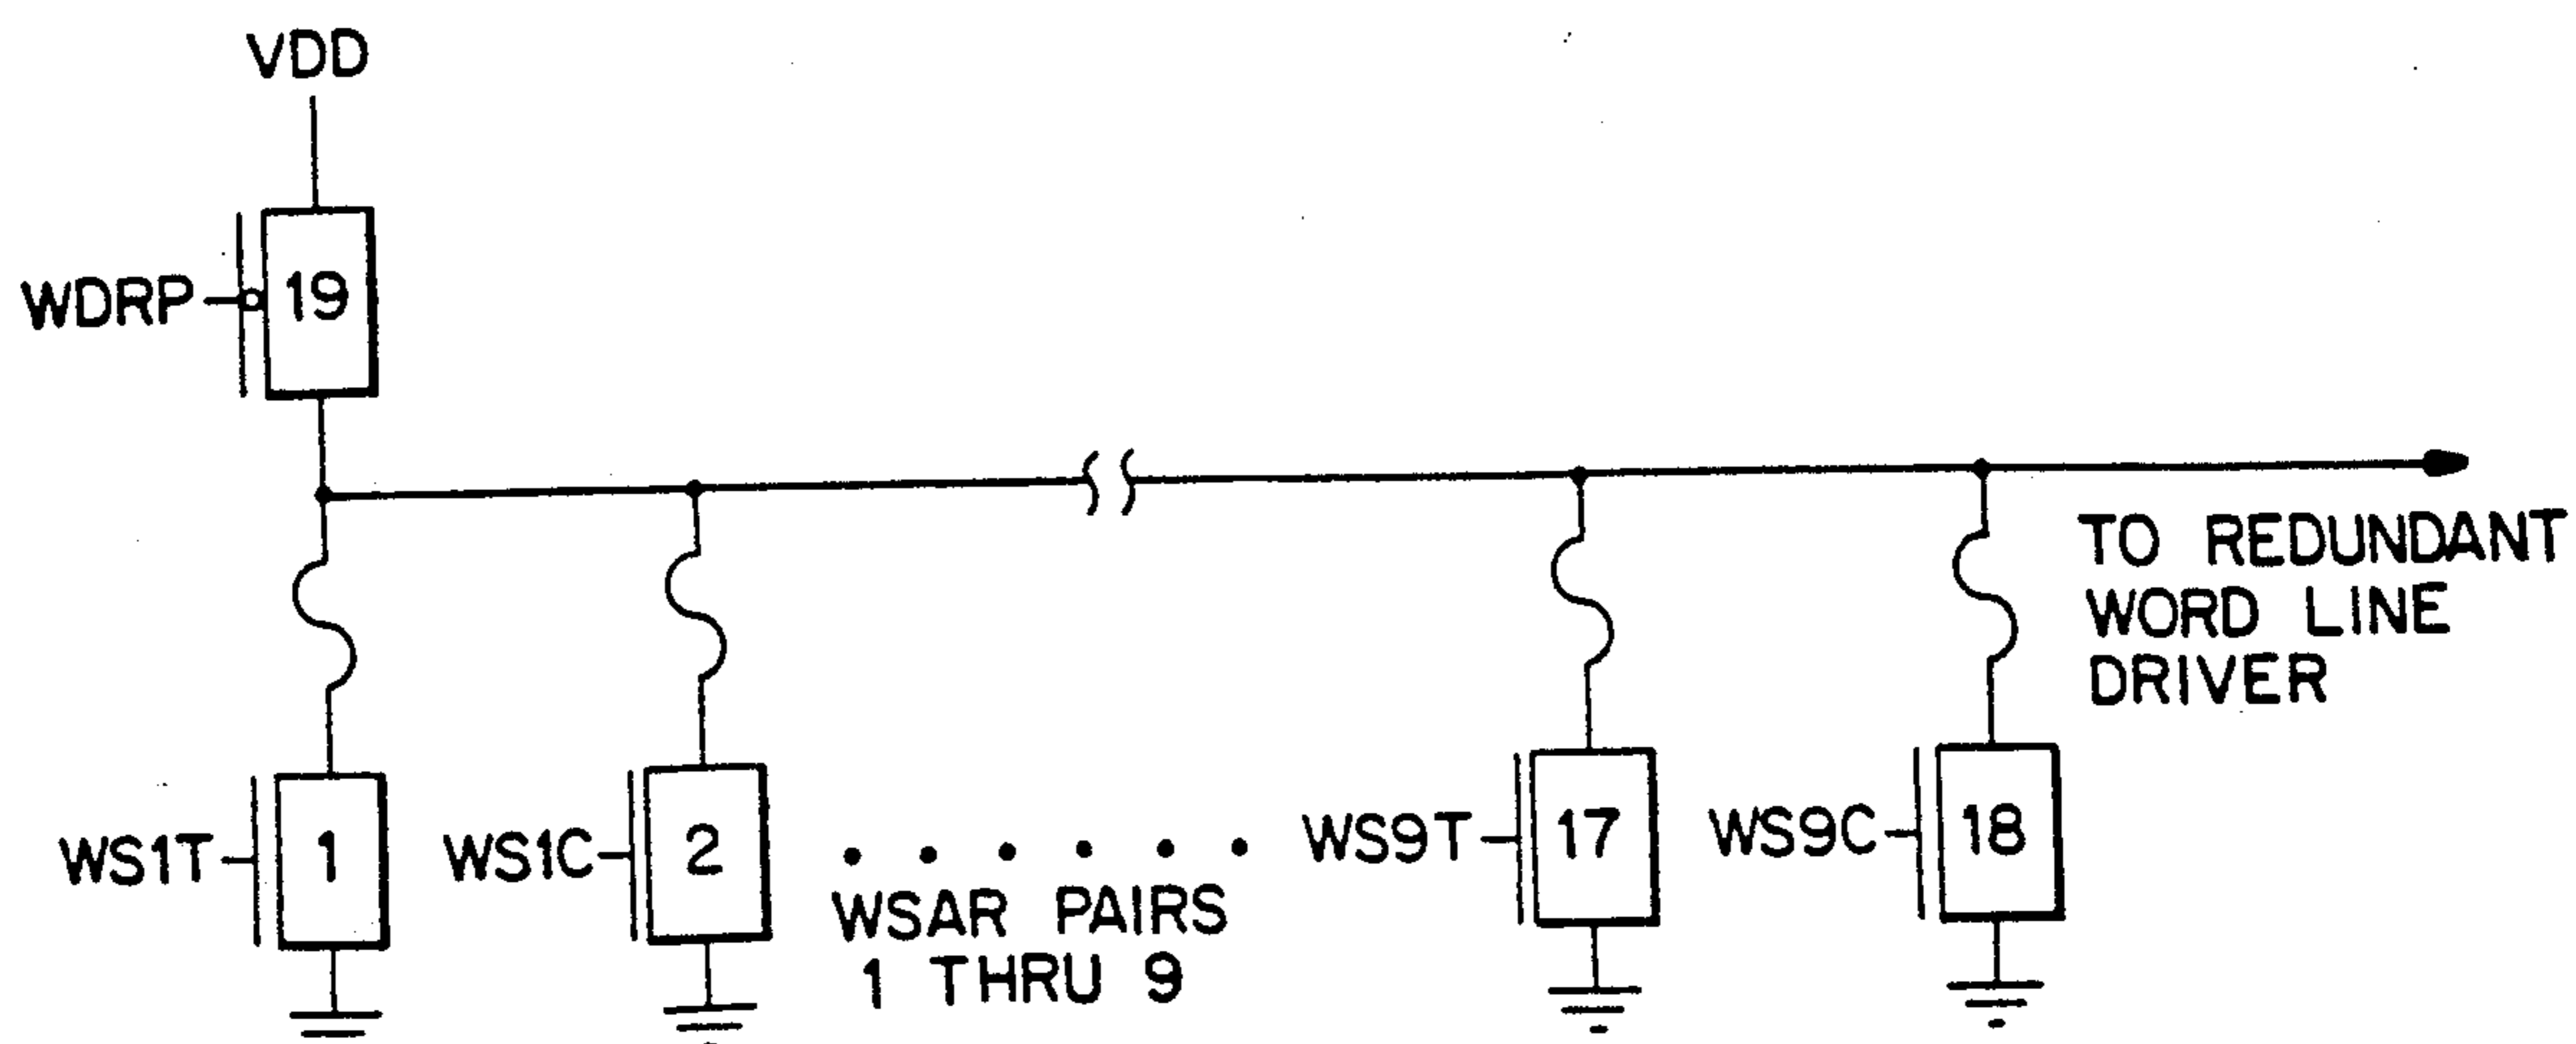 VDD
WDRP
19
TO REDUNDANT
WORD LINE
DRIVER
WS1T
1
WS1C
2
WSAR PAIRS
1 THRU 9
WS9T
17
WS9C
18